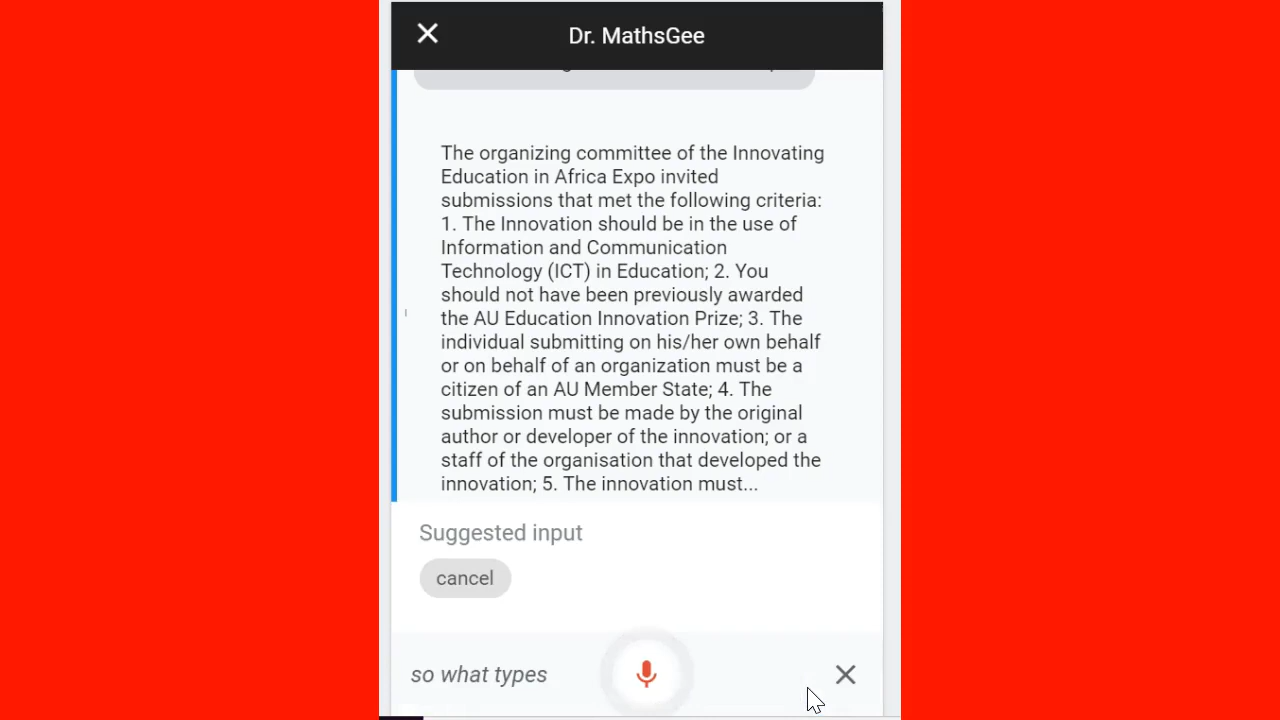 Dr. MathsGee
The organizing committee of the Innovating
Education in Africa Expo invited
submissions that met the following criteria:
1. The Innovation should be in the use of
Information and Communication
Technology (ICT) in Education; 2. You
should not have been previously awarded
the AU Education Innovation Prize; 3. The
individual submitting on his/her own behalf
or on behalf of an organization must be a
citizen of an AU Member State; 4. The
submission must be made by the original
author or developer of the innovation; or a
staff of the organisation that developed the
innovation; 5. The innovation must...
Suggested input
cancel
so what types